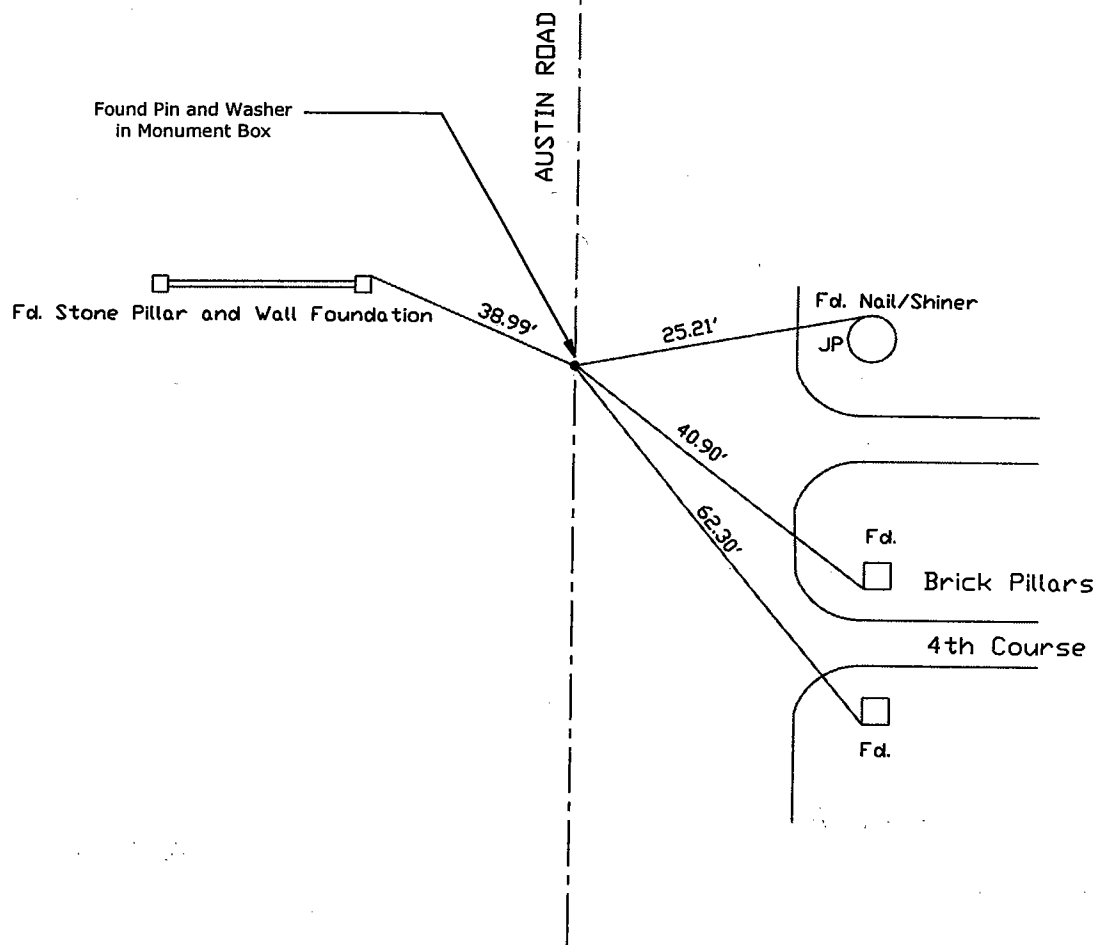 AUSTIN ROAD
Found Pin and Washer
in Monument Box
Fd. Stone Pillar and Wall Foundation
38.99'
25.21'
Fd. Nail/Shiner
JP
40.90'
62.30'
Fd.
Brick Pillars
4th Course
Fd.